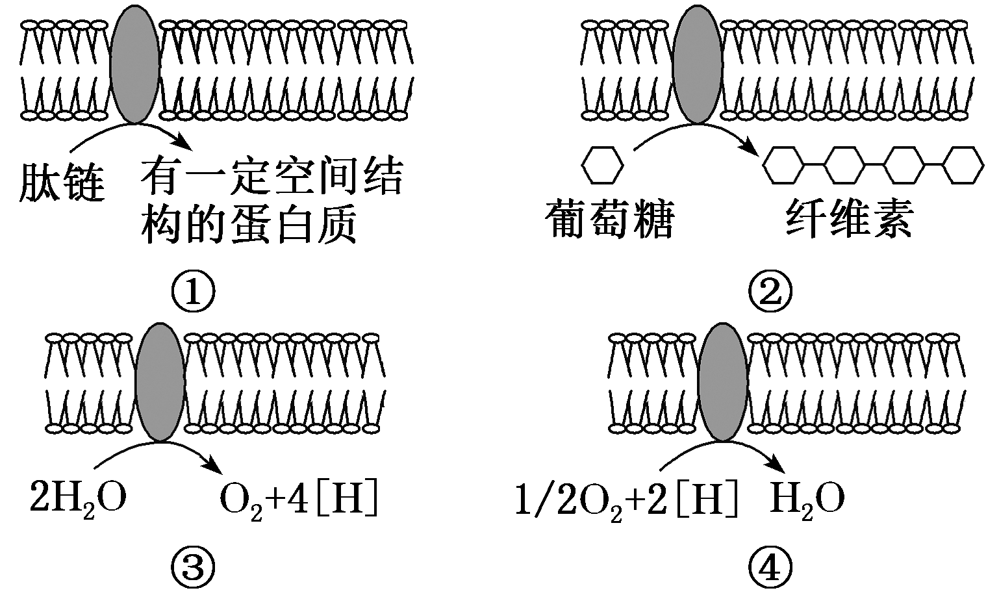 肽链
有一定空间结
构的蛋白质
①
葡萄糖
纤维素
②
2H₂O
O₂+4[H]
③
1/2O₂+2[H]
H₂O
④